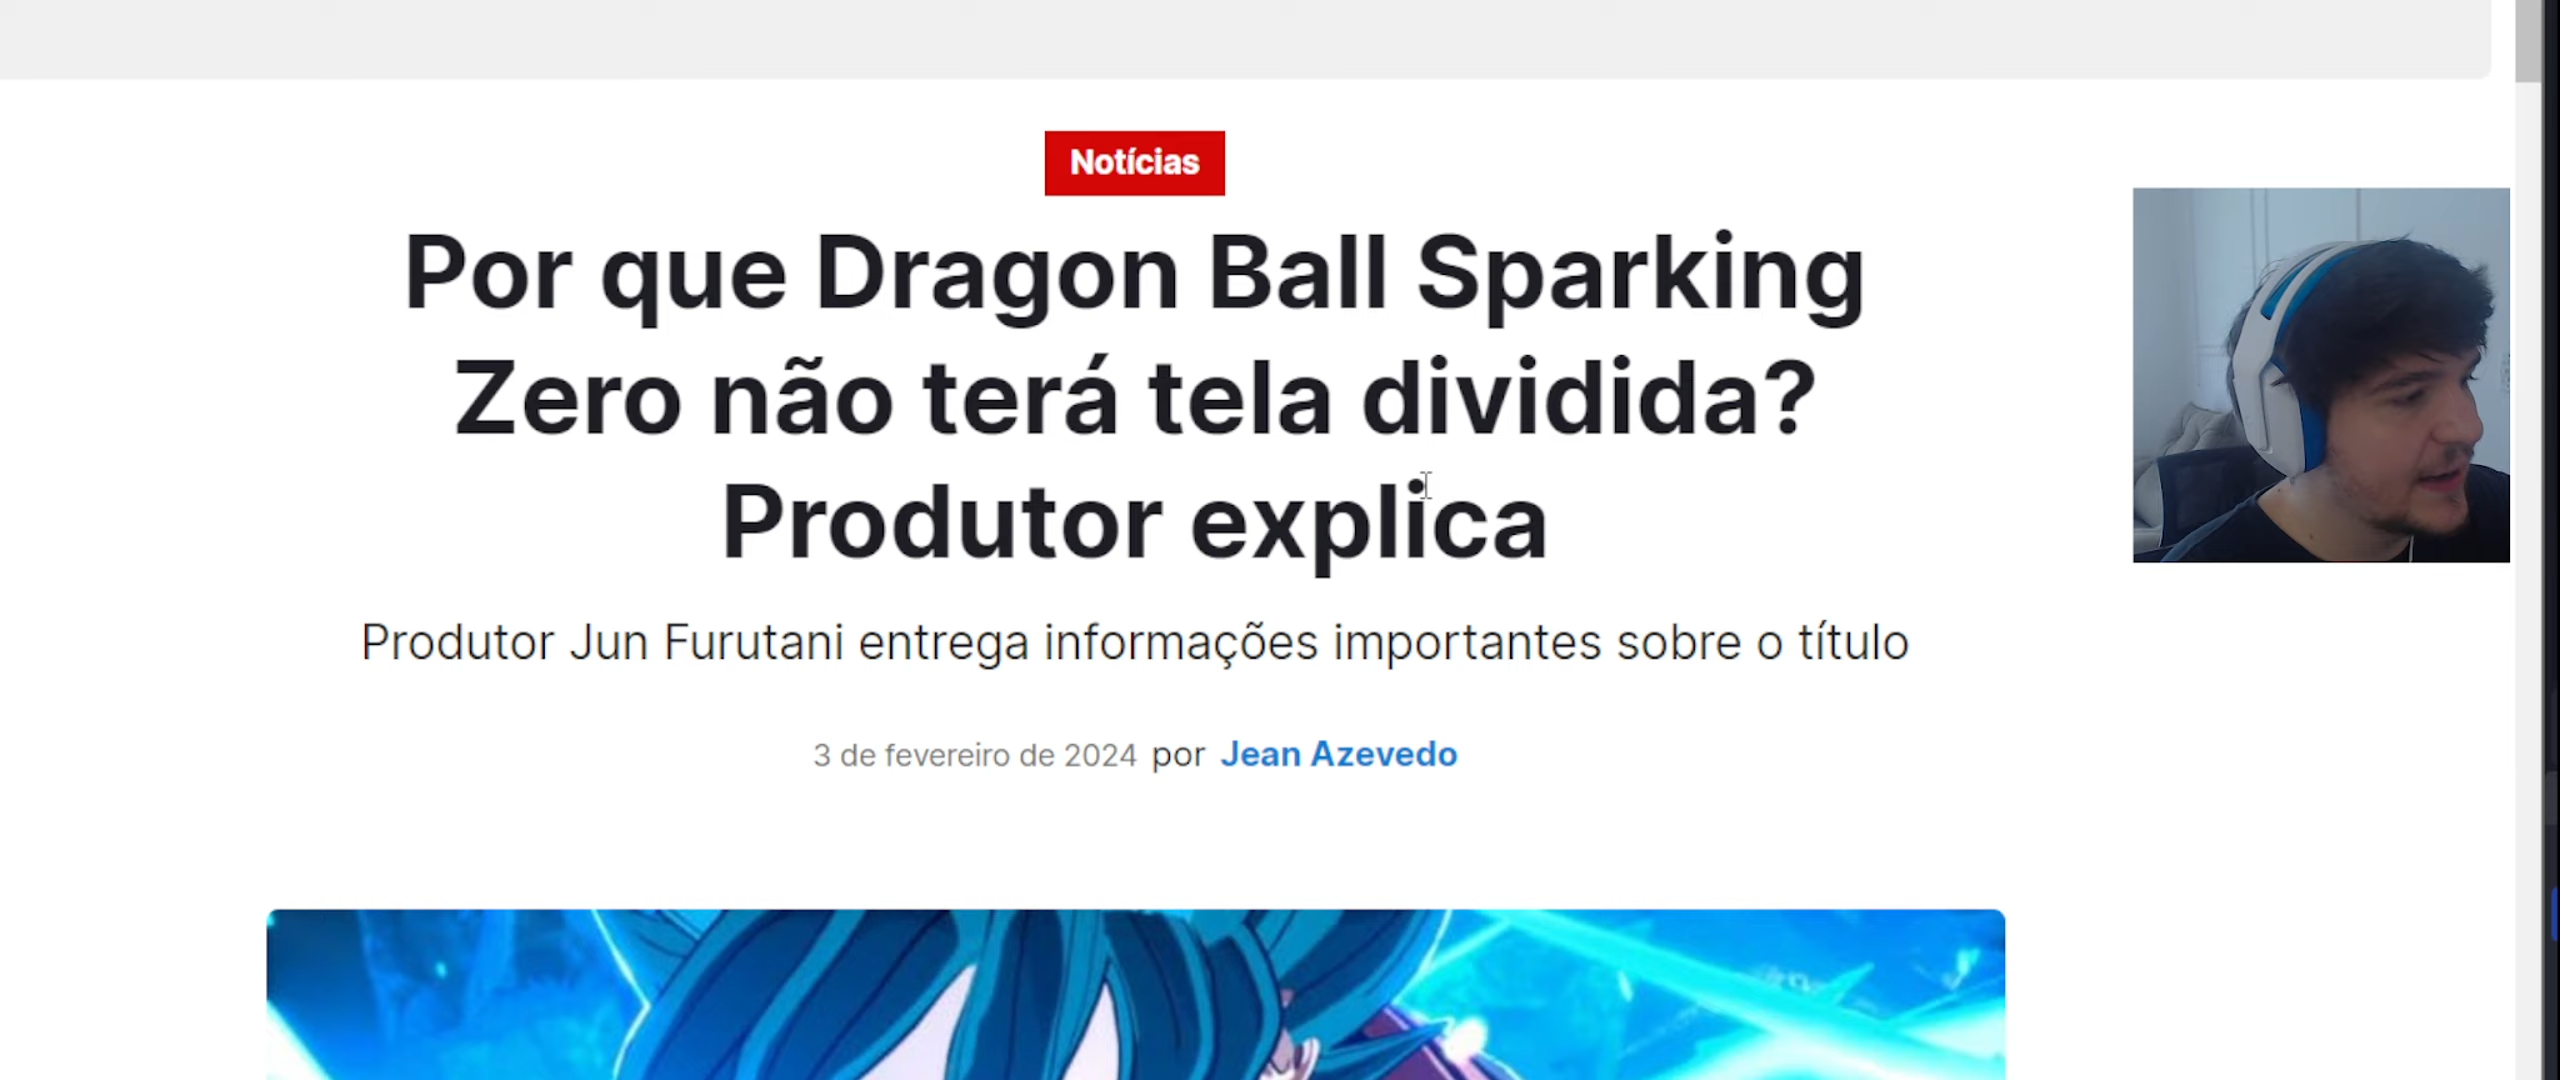 Notícias
Por que Dragon Ball Sparking
Zero não terá tela dividida?
Produtor explica
Produtor Jun Furutani entrega informações importantes sobre o título
3 de fevereiro de 2024 por Jean Azevedo